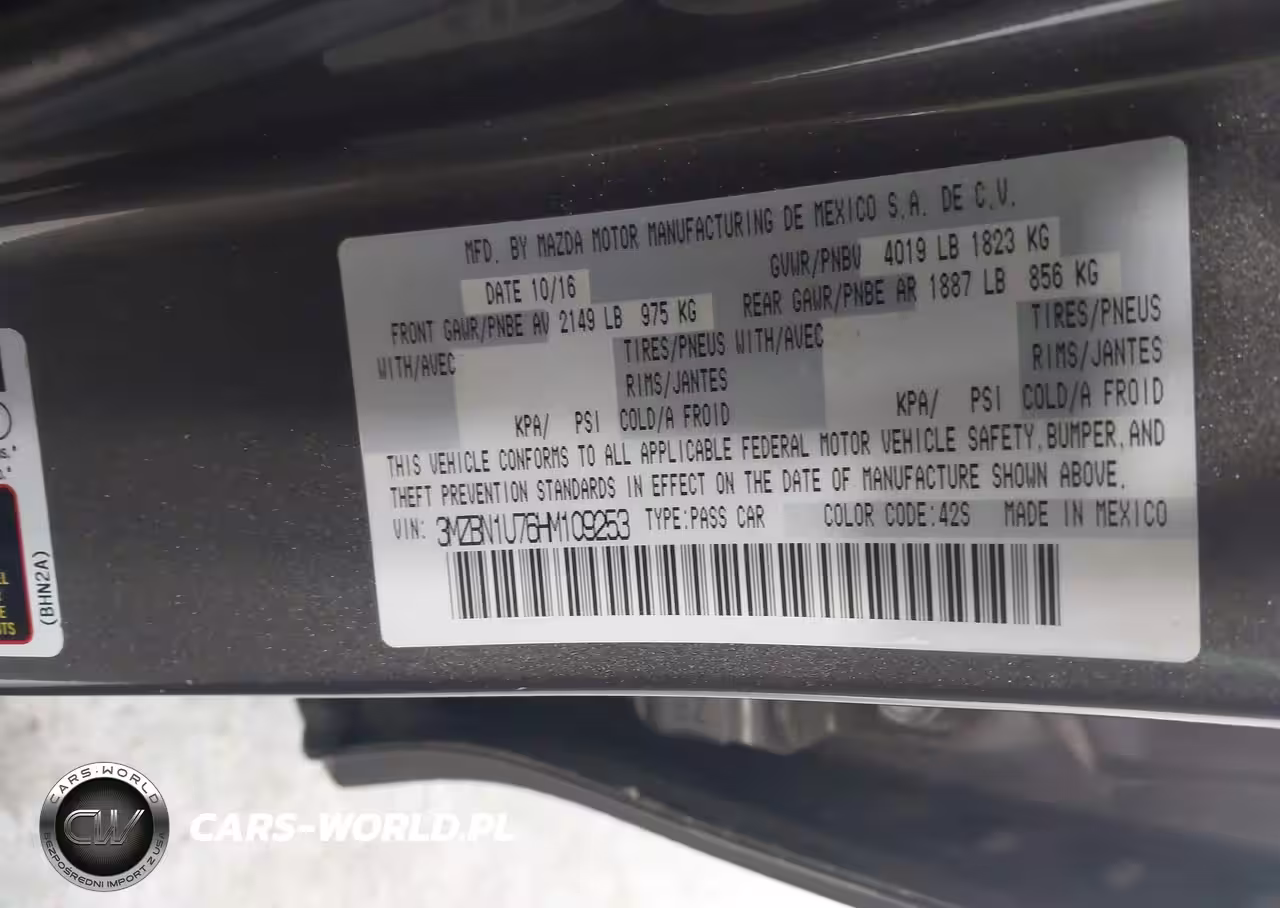 MFD. BY MAZDA MOTOR MANUFACTURING DE MEXICO S.A. DE C.V.
DATE 10/16 GVWR/PNBV 4019 LB 1823 KG
FRONT GAWR/PNBE AV 2149 LB 975 KG REAR GAWR/PNBE AR 1887 LB 856 KG
WITH/AVEC TIRES/PNEUS WITH/AVEC TIRES/PNEUS
RIMS/JANTES RIMS/JANTES
KPA/ PSI COLD/A FROID KPA/ PSI COLD/A FROID
THIS VEHICLE CONFORMS TO ALL APPLICABLE FEDERAL MOTOR VEHICLE SAFETY, BUMPER, AND
THEFT PREVENTION STANDARDS IN EFFECT ON THE DATE OF MANUFACTURE SHOWN ABOVE.
VIN: 3MZBN1U76HM109253 TYPE:PASS CAR COLOR CODE:42S MADE IN MEXICO
(BHN2A)
CARS-WORLD
CW
BEZPOŚREDNI IMPORT Z USA
CARS-WORLD.PL